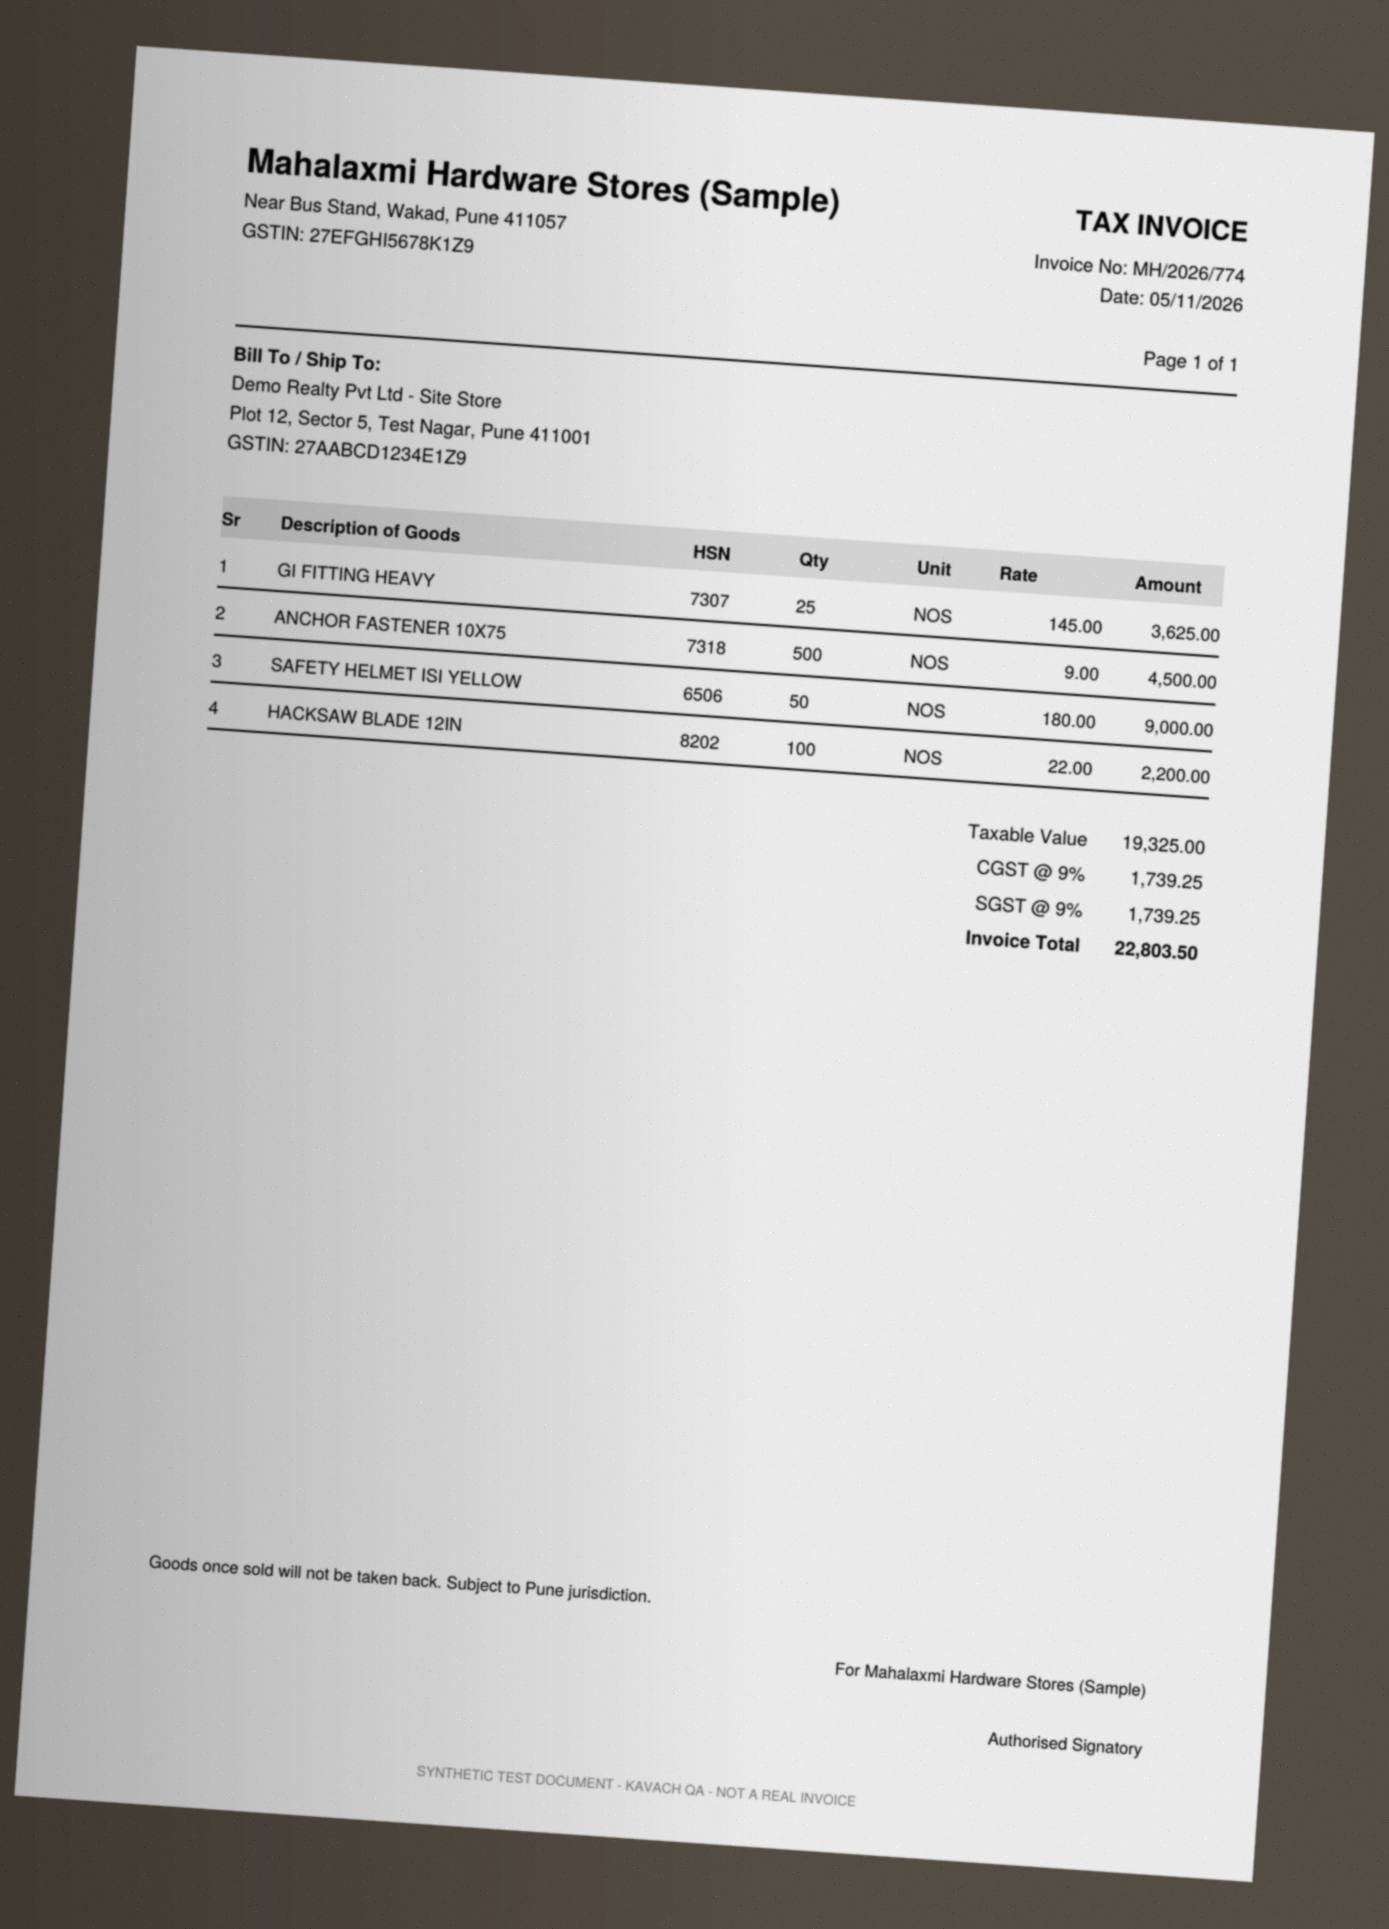 Mahalaxmi Hardware Stores (Sample)
Near Bus Stand, Wakad, Pune 411057
GSTIN: 27EFGHI5678K1Z9
TAX INVOICE
Invoice No: MH/2026/774
Date: 05/11/2026
Page 1 of 1
Bill To / Ship To:
Demo Realty Pvt Ltd - Site Store
Plot 12, Sector 5, Test Nagar, Pune 411001
GSTIN: 27AABCD1234E1Z9
Sr Description of Goods HSN Qty Unit Rate Amount
1 GI FITTING HEAVY 7307 25 NOS 145.00 3,625.00
2 ANCHOR FASTENER 10X75 7318 500 NOS 9.00 4,500.00
3 SAFETY HELMET ISI YELLOW 6506 50 NOS 180.00 9,000.00
4 HACKSAW BLADE 12IN 8202 100 NOS 22.00 2,200.00
Taxable Value 19,325.00
CGST @ 9% 1,739.25
SGST @ 9% 1,739.25
Invoice Total 22,803.50
Goods once sold will not be taken back. Subject to Pune jurisdiction.
For Mahalaxmi Hardware Stores (Sample)
Authorised Signatory
SYNTHETIC TEST DOCUMENT - KAVACH QA - NOT A REAL INVOICE